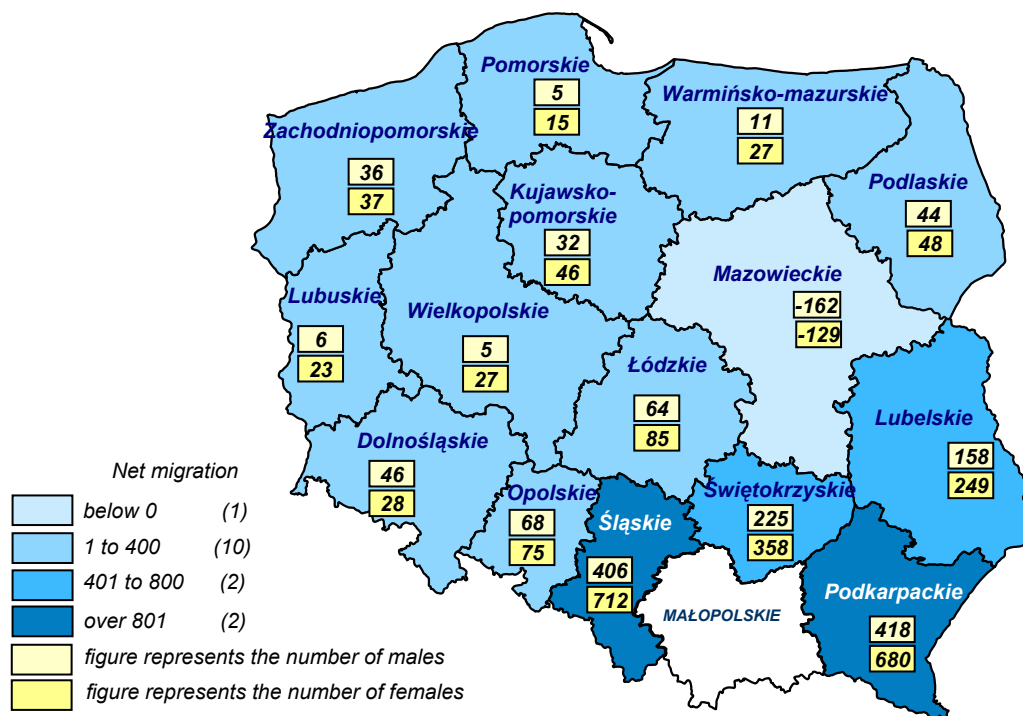 Pomorskie
5
15
Warmińsko-mazurskie
11
27
Zachodniopomorskie
36
37
Kujawsko-
pomorskie
32
46
Podlaskie
44
48
Mazowieckie
-162
-129
Lubuskie
6
23
Wielkopolskie
5
27
Łódzkie
64
85
Lubelskie
158
249
Dolnośląskie
46
28
Opolskie
68
75
Śląskie
406
712
Świętokrzyskie
225
358
Podkarpackie
418
680
MAŁOPOLSKIE
Net migration
below 0 (1)
1 to 400 (10)
401 to 800 (2)
over 801 (2)
figure represents the number of males
figure represents the number of females